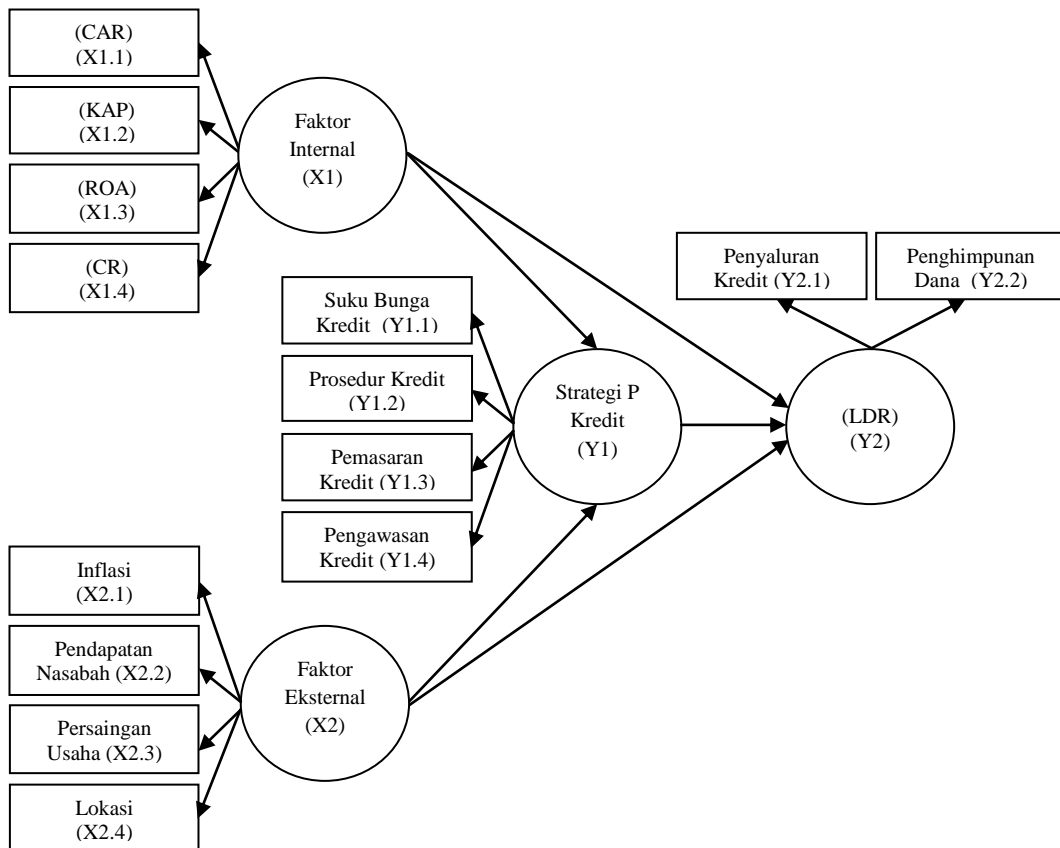 (CAR)
(X1.1)
(KAP)
(X1.2)
(ROA)
(X1.3)
(CR)
(X1.4)
Faktor
Internal
(X1)
Suku Bunga
Kredit (Y1.1)
Prosedur Kredit
(Y1.2)
Pemasaran
Kredit (Y1.3)
Pengawasan
Kredit (Y1.4)
Strategi P
Kredit
(Y1)
Penyaluran
Kredit (Y2.1)
Penghimpunan
Dana (Y2.2)
(LDR)
(Y2)
Inflasi
(X2.1)
Pendapatan
Nasabah (X2.2)
Persaingan
Usaha (X2.3)
Lokasi
(X2.4)
Faktor
Eksternal
(X2)